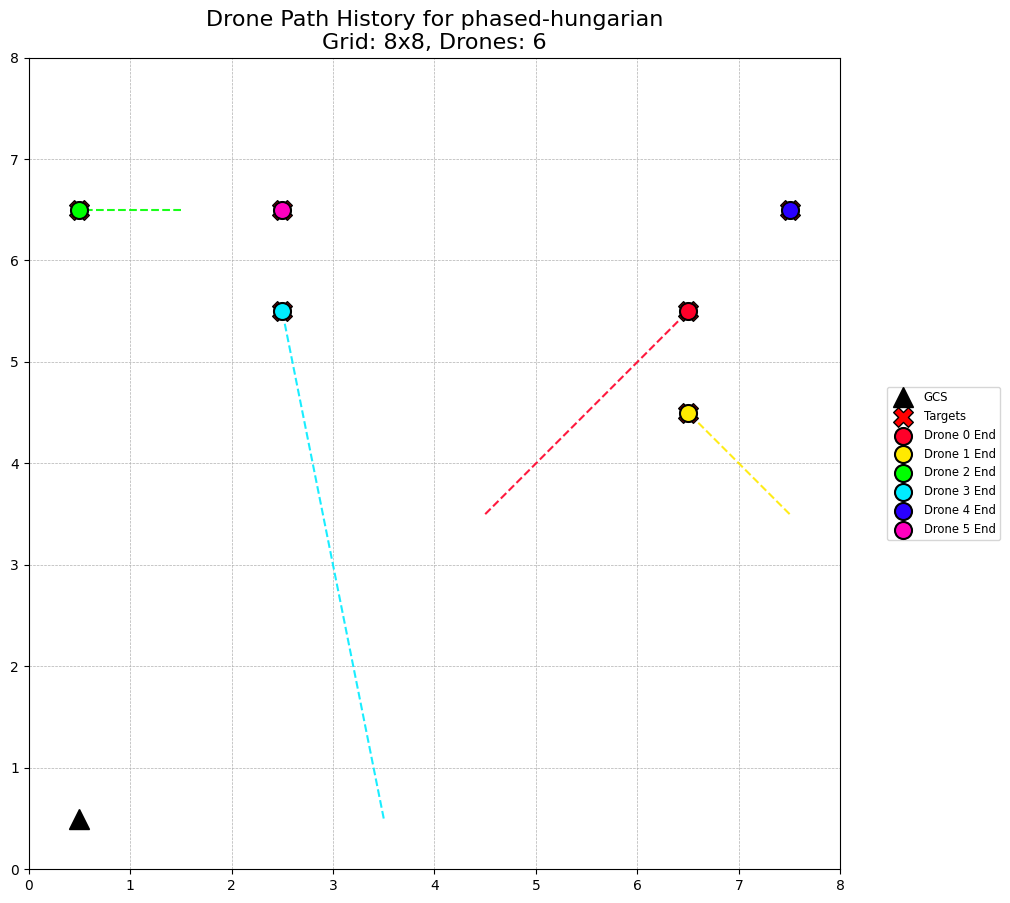 Drone Path History for phased-hungarian
Grid: 8x8, Drones: 6
8
7
6
5
4
3
2
1
0
0 1 2 3 4 5 6 7 8
GCS
Targets
Drone 0 End
Drone 1 End
Drone 2 End
Drone 3 End
Drone 4 End
Drone 5 End